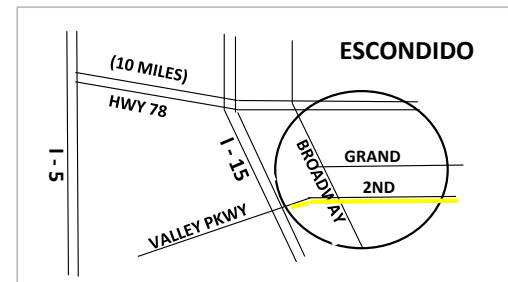 ESCONDIDO
(10 MILES)
HWY 78
I - 5
I - 15
BROADWAY
GRAND
2ND
VALLEY PKWY